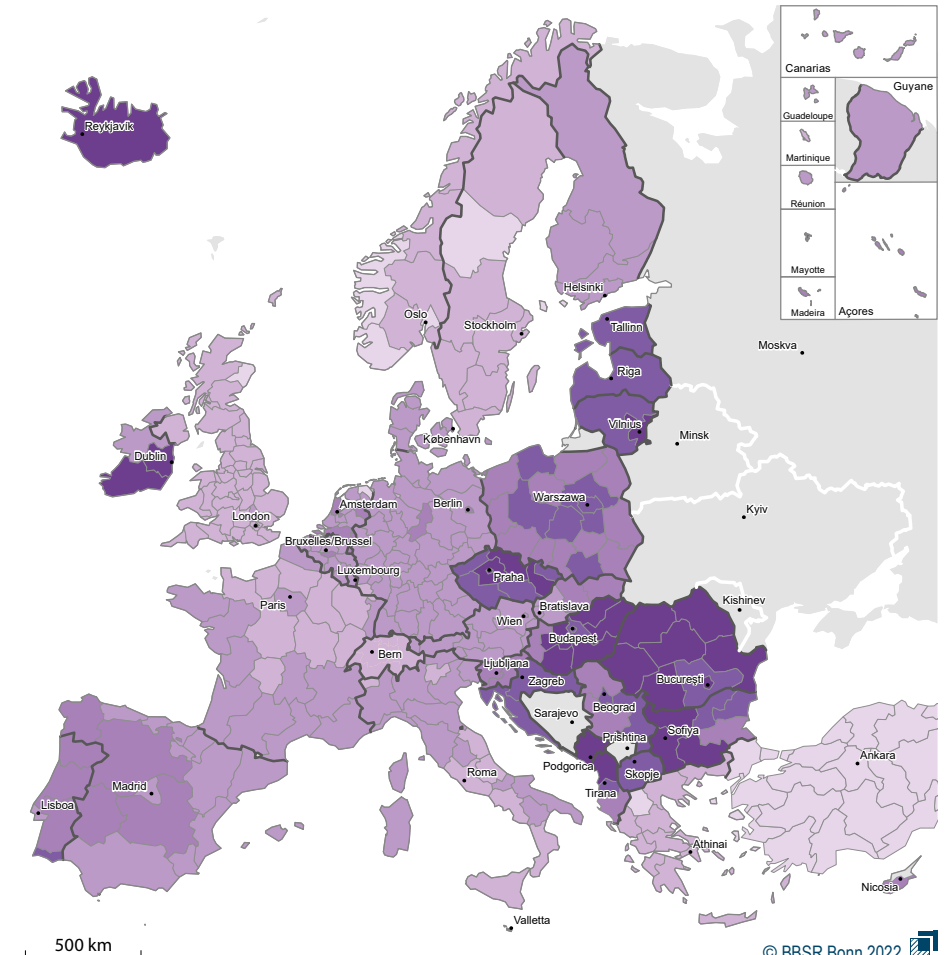 Canarias
Guyane
Guadeloupe
Martinique
Réunion
Mayotte
Madeira
Açores
Reykjavík
Helsinki
Oslo
Stockholm
Tallinn
Moskva
Riga
Vilnius
Minsk
København
Dublin
London
Amsterdam
Berlin
Warszawa
Kyiv
Bruxelles/Brussel
Luxembourg
Praha
Paris
Kishinev
Bratislava
Wien
Budapest
Bern
Ljubljana
Zagreb
Bucureşti
Beograd
Sarajevo
Prishtina
Sofiya
Podgorica
Skopje
Ankara
Roma
Tirana
Madrid
Lisboa
Athinai
Nicosia
Valletta
500 km
© BBSR Bonn 2022